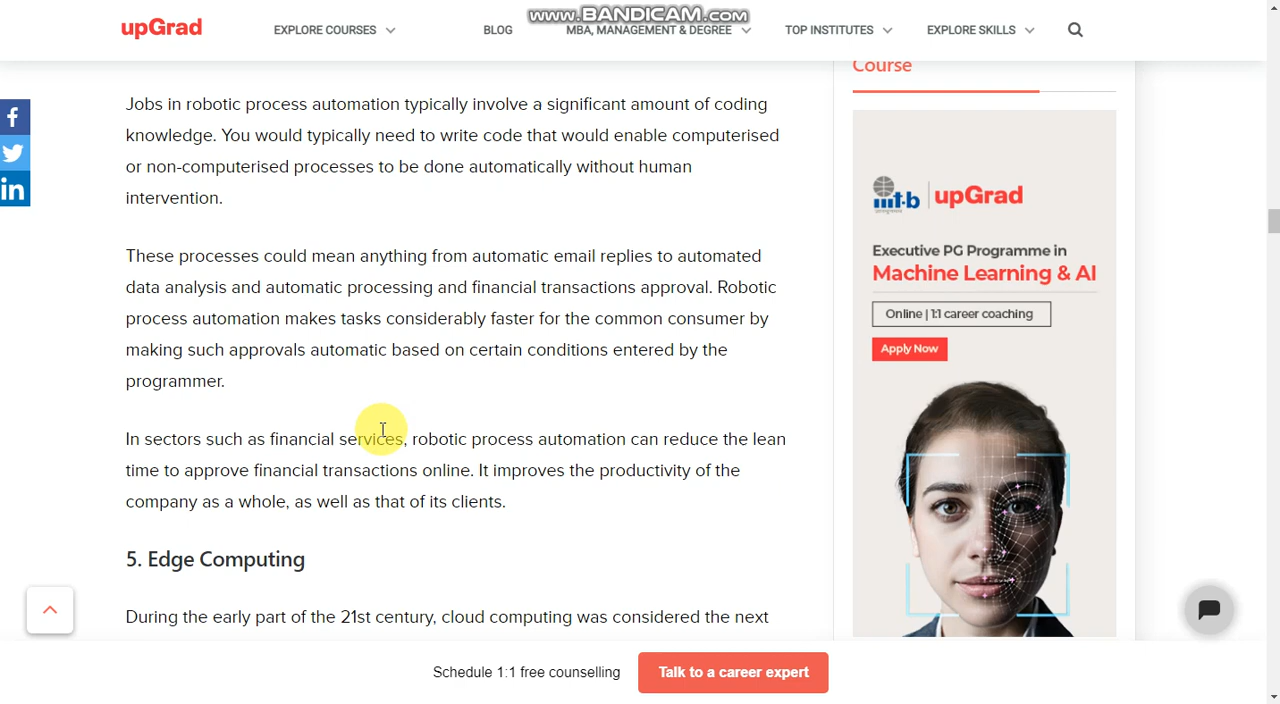 www.BANDICAM.com
upGrad
EXPLORE COURSES
BLOG
MBA, MANAGEMENT & DEGREE
TOP INSTITUTES
EXPLORE SKILLS
Jobs in robotic process automation typically involve a significant amount of coding
knowledge. You would typically need to write code that would enable computerised
or non-computerised processes to be done automatically without human
intervention.
These processes could mean anything from automatic email replies to automated
data analysis and automatic processing and financial transactions approval. Robotic
process automation makes tasks considerably faster for the common consumer by
making such approvals automatic based on certain conditions entered by the
programmer.
In sectors such as financial services, robotic process automation can reduce the lean
time to approve financial transactions online. It improves the productivity of the
company as a whole, as well as that of its clients.
5. Edge Computing
During the early part of the 21st century, cloud computing was considered the next
Course
iiit-b | upGrad
Executive PG Programme in
Machine Learning & AI
Online | 1:1 career coaching
Apply Now
Schedule 1:1 free counselling
Talk to a career expert